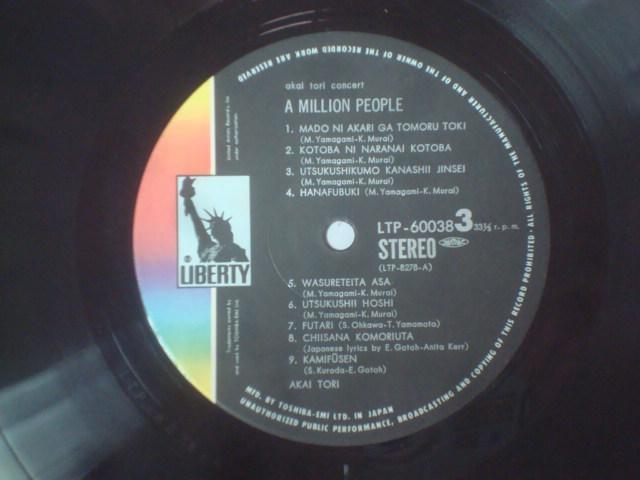 akai tori concert
A MILLION PEOPLE
1. MADO NI AKARI GA TOMORU TOKI
(M. Yamagami-K. Murai)
2. KOTOBA NI NARANAI KOTOBA
(M. Yamagami-K. Murai)
3. UTSUKUSHIKUMO KANASHII JINSEI
(M. Yamagami-K. Murai)
4. HANAFUBUKI (M. Yamagami-K. Murai)
LTP-60038 3 33⅓ r.p.m.
STEREO
(LTP-8278-A)
LIBERTY
5. WASURETEITA ASA
(M. Yamagami-K. Murai)
6. UTSUKUSHII HOSHI
(M. Yamagami-K. Murai)
7. FUTARI (S. Ohkawa-T. Yamamoto)
8. CHIISANA KOMORIUTA
(Japanese lyrics by E. Gotoh-Anita Kerr)
9. KAMIFŪSEN
(S. Kuroda-E. Gotoh)
AKAI TORI
MFD. BY TOSHIBA-EMI LTD. IN JAPAN
ALL RIGHTS OF THE MANUFACTURER AND OF THE OWNER OF THE RECORDED WORK ARE RESERVED
UNAUTHORIZED PUBLIC PERFORMANCE, BROADCASTING AND COPYING OF THIS RECORD PROHIBITED·